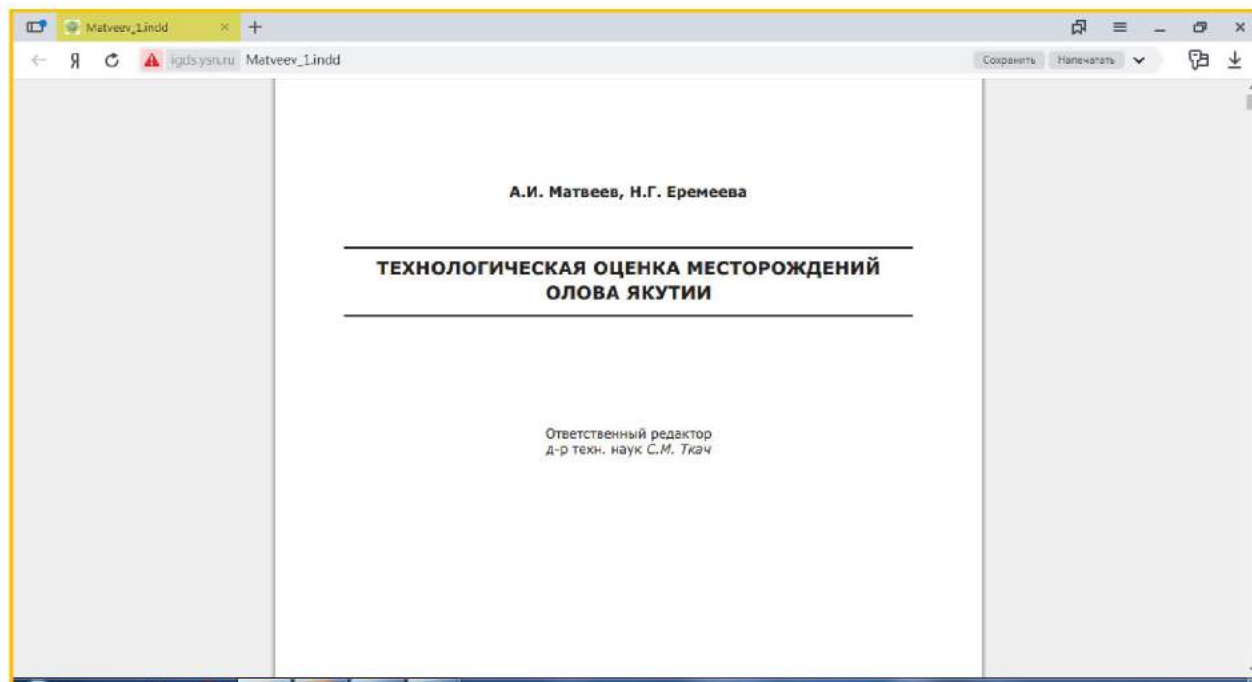 Matveev_1.indd
Я igds.ysn.ru Matveev_1.indd Сохранить Напечатать
А.И. Матвеев, Н.Г. Еремеева
ТЕХНОЛОГИЧЕСКАЯ ОЦЕНКА МЕСТОРОЖДЕНИЙ
ОЛОВА ЯКУТИИ
Ответственный редактор
д-р техн. наук С.М. Ткач